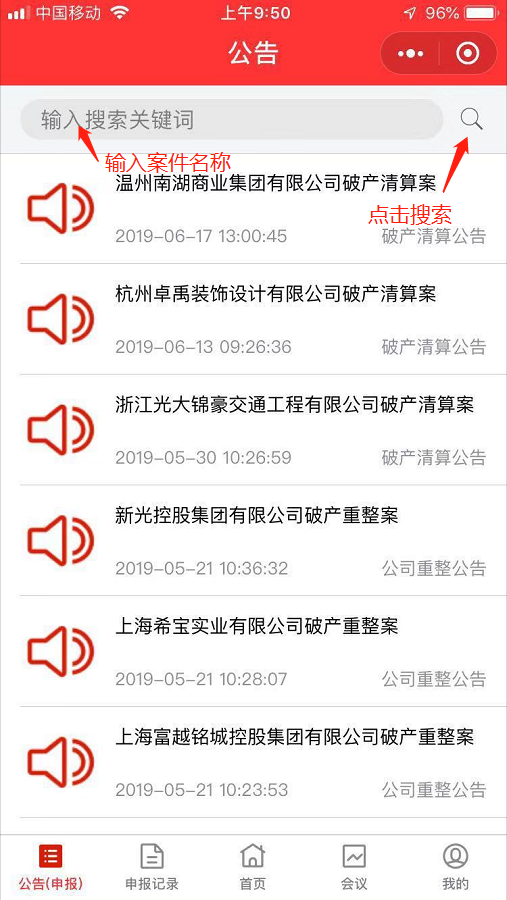 中国移动 上午9:50 96%
公告
输入搜索关键词
输入案件名称
温州南湖商业集团有限公司破产清算案
点击搜索
2019-06-17 13:00:45 破产清算公告
杭州卓禹装饰设计有限公司破产清算案
2019-06-13 09:26:36 破产清算公告
浙江光大锦豪交通工程有限公司破产清算案
2019-05-30 10:26:59 破产清算公告
新光控股集团有限公司破产重整案
2019-05-21 10:36:32 公司重整公告
上海希宝实业有限公司破产重整案
2019-05-21 10:28:07 公司重整公告
上海富越铭城控股集团有限公司破产重整案
2019-05-21 10:23:53 公司重整公告
公告(申报) 申报记录 首页 会议 我的